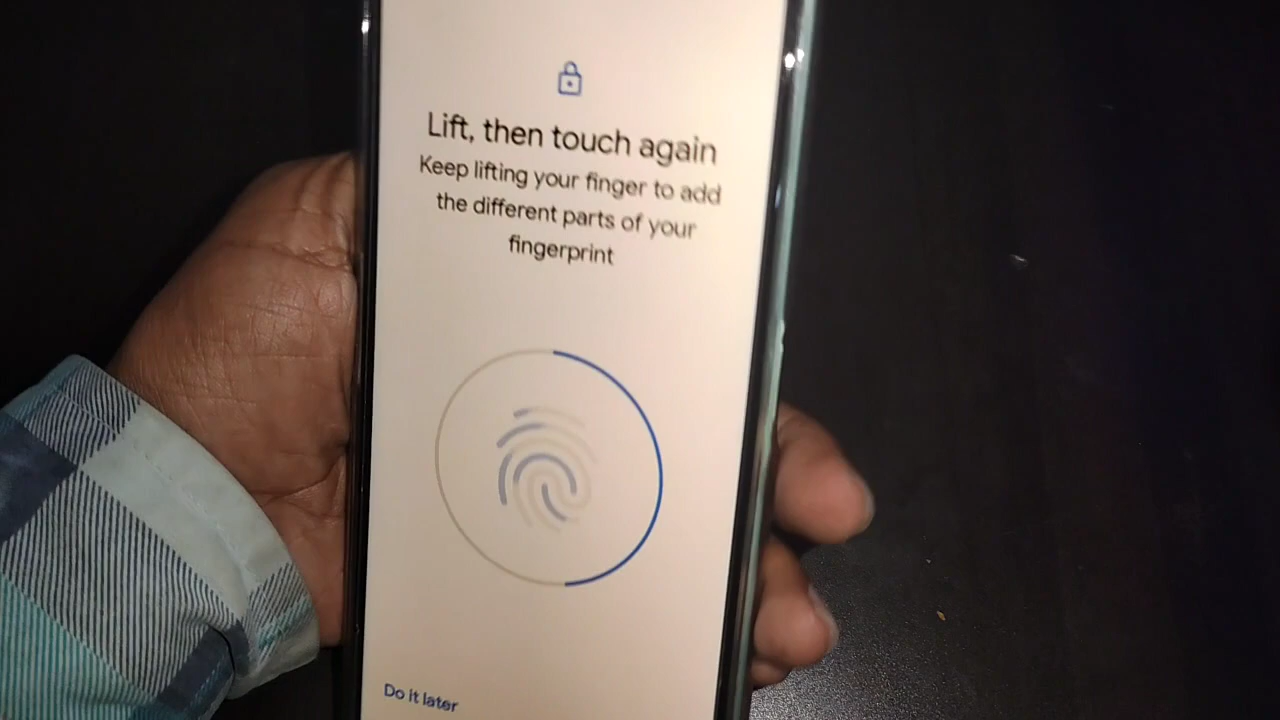 Lift, then touch again
Keep lifting your finger to add
the different parts of your
fingerprint
Do it later